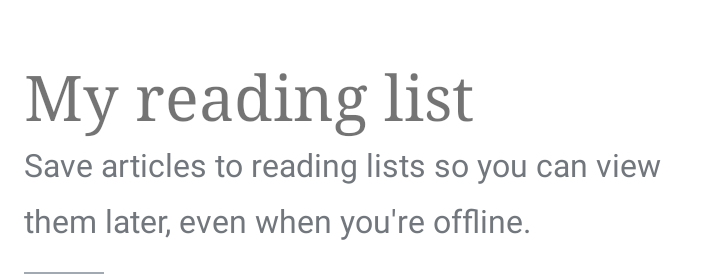 My reading list
Save articles to reading lists so you can view
them later, even when you're offline.